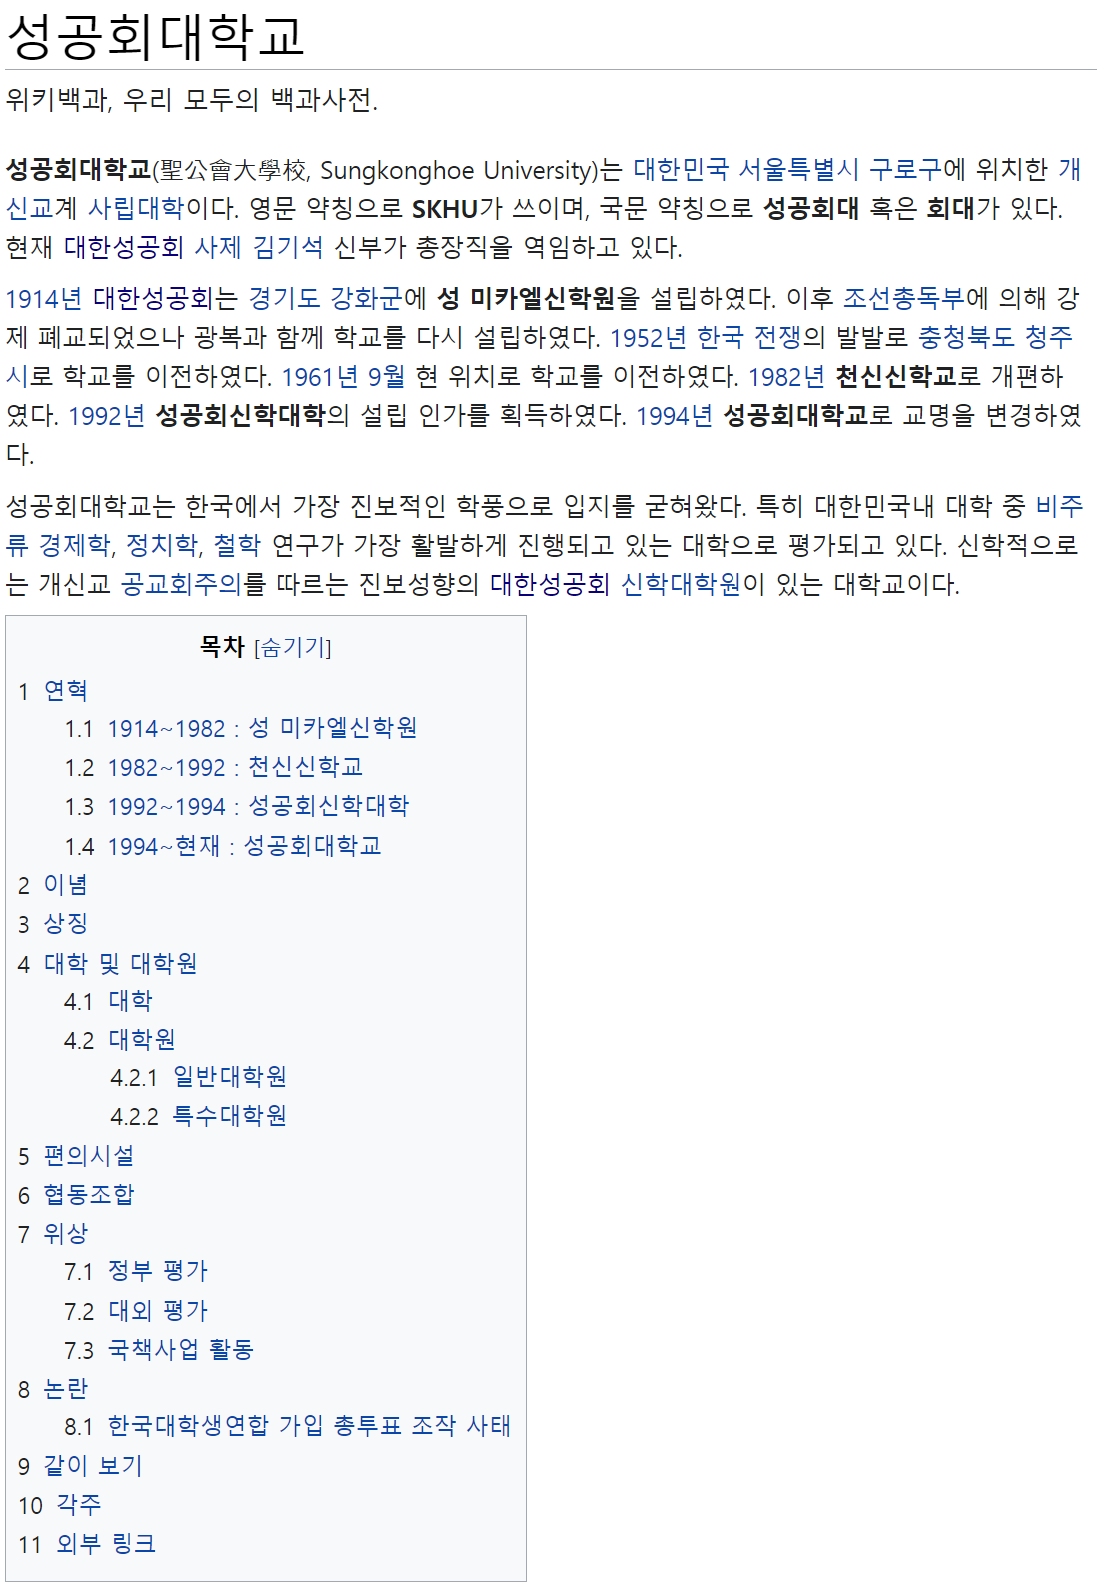 성공회대학교
위키백과, 우리 모두의 백과사전.
성공회대학교(聖公會大學校, Sungkonghoe University)는 대한민국 서울특별시 구로구에 위치한 개
신교계 사립대학이다. 영문 약칭으로 SKHU가 쓰이며, 국문 약칭으로 성공회대 혹은 회대가 있다.
현재 대한성공회 사제 김기석 신부가 총장직을 역임하고 있다.
1914년 대한성공회는 경기도 강화군에 성 미카엘신학원을 설립하였다. 이후 조선총독부에 의해 강
제 폐교되었으나 광복과 함께 학교를 다시 설립하였다. 1952년 한국 전쟁의 발발로 충청북도 청주
시로 학교를 이전하였다. 1961년 9월 현 위치로 학교를 이전하였다. 1982년 천신신학교로 개편하
였다. 1992년 성공회신학대학의 설립 인가를 획득하였다. 1994년 성공회대학교로 교명을 변경하였
다.
성공회대학교는 한국에서 가장 진보적인 학풍으로 입지를 굳혀왔다. 특히 대한민국내 대학 중 비주
류 경제학, 정치학, 철학 연구가 가장 활발하게 진행되고 있는 대학으로 평가되고 있다. 신학적으로
는 개신교 공교회주의를 따르는 진보성향의 대한성공회 신학대학원이 있는 대학교이다.
목차 [숨기기]
1 연혁
1.1 1914~1982 : 성 미카엘신학원
1.2 1982~1992 : 천신신학교
1.3 1992~1994 : 성공회신학대학
1.4 1994~현재 : 성공회대학교
2 이념
3 상징
4 대학 및 대학원
4.1 대학
4.2 대학원
4.2.1 일반대학원
4.2.2 특수대학원
5 편의시설
6 협동조합
7 위상
7.1 정부 평가
7.2 대외 평가
7.3 국책사업 활동
8 논란
8.1 한국대학생연합 가입 총투표 조작 사태
9 같이 보기
10 각주
11 외부 링크